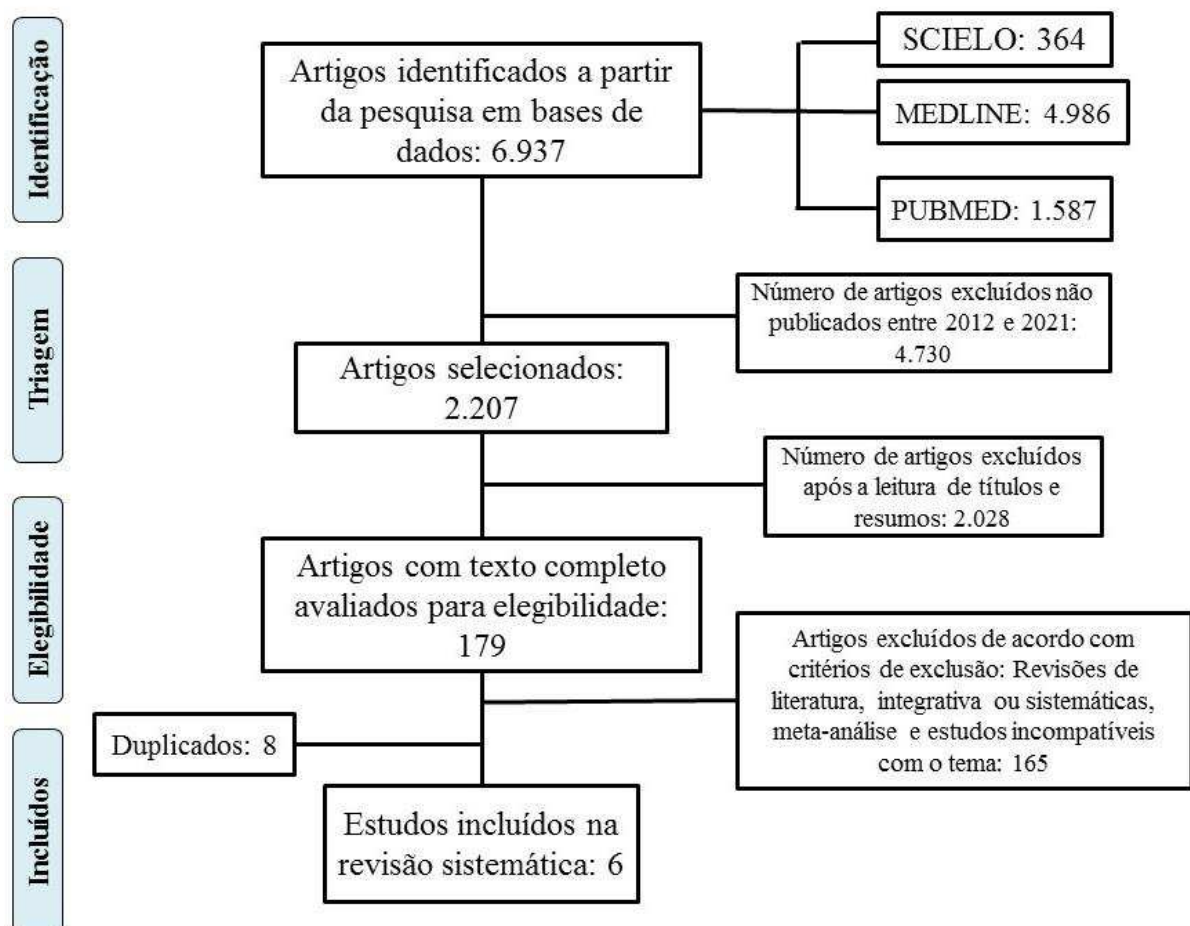 Identificação
Artigos identificados a partir
da pesquisa em bases de
dados: 6.937
SCIELO: 364
MEDLINE: 4.986
PUBMED: 1.587
Triagem
Número de artigos excluídos não
publicados entre 2012 e 2021:
4.730
Artigos selecionados:
2.207
Número de artigos excluídos
após a leitura de títulos e
resumos: 2.028
Elegibilidade
Artigos com texto completo
avaliados para elegibilidade:
179
Artigos excluídos de acordo com
critérios de exclusão: Revisões de
literatura, integrativa ou sistemáticas,
meta-análise e estudos incompatíveis
com o tema: 165
Duplicados: 8
Incluídos
Estudos incluídos na
revisão sistemática: 6